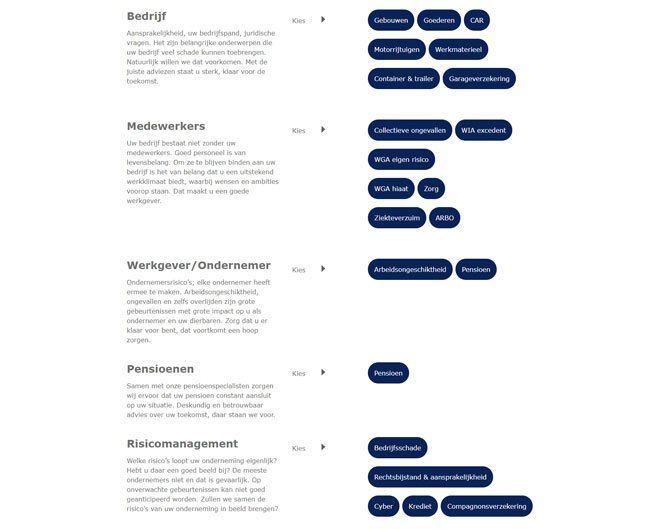 Bedrijf
Aansprakelijkheid, uw bedrijfspand, juridische
vragen. Het zijn belangrijke onderwerpen die
uw bedrijf veel schade kunnen toebrengen.
Natuurlijk willen we dat voorkomen. Met de
juiste adviezen staat u sterk, klaar voor de
toekomst.
Kies
Gebouwen Goederen CAR
Motorrijtuigen Werkmaterieel
Container & trailer Garageverzekering
Medewerkers
Uw bedrijf bestaat niet zonder uw
medewerkers. Goed personeel is van
levensbelang. Om ze te blijven binden aan uw
bedrijf is het van belang dat u een uitstekend
werkklimaat biedt, waarbij wensen en ambities
voorop staan. Dat maakt u een goede
werkgever.
Kies
Collectieve ongevallen WIA excedent
WGA eigen risico
WGA hiaat Zorg
Ziekteverzuim ARBO
Werkgever/Ondernemer
Ondernemersrisico's; elke ondernemer heeft
ermee te maken. Arbeidsongeschiktheid,
ongevallen en zelfs overlijden zijn grote
gebeurtenissen met grote impact op u als
ondernemer en uw dierbaren. Zorg dat u er
klaar voor bent, dat voortkomt een hoop
zorgen.
Kies
Arbeidsongeschiktheid Pensioen
Pensioenen
Samen met onze pensioenspecialisten zorgen
wij ervoor dat uw pensioen constant aansluit
op uw situatie. Deskundig en betrouwbaar
advies over uw toekomst, daar staan we voor.
Kies
Pensioen
Risicomanagement
Welke risico's loopt uw onderneming eigenlijk?
Hebt u daar een goed beeld bij? De meeste
ondernemers niet en dat is gevaarlijk. Op
onverwachte gebeurtenissen kan niet goed
geanticipeerd worden. Zullen we samen de
risico's van uw onderneming in beeld brengen?
Kies
Bedrijfsschade
Rechtsbijstand & aansprakelijkheid
Cyber Krediet Compagnonsverzekering